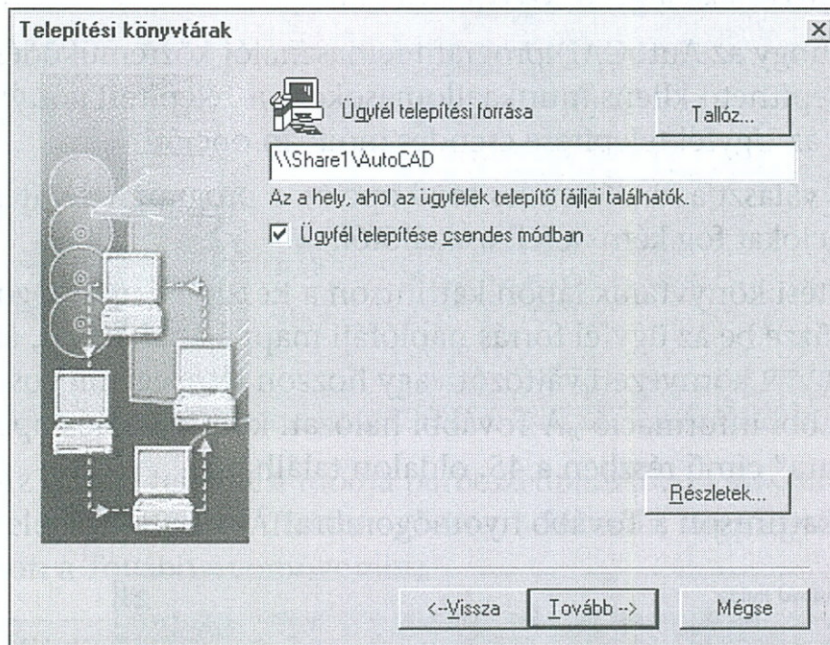 Telepítési könyvtárak
Ügyfél telepítési forrása
Tallóz...
\\Share1\AutoCAD
Az a hely, ahol az ügyfelek telepítő fájljai találhatók.
Ügyfél telepítése csendes módban
Részletek...
<--Vissza
Tovább -->
Mégse